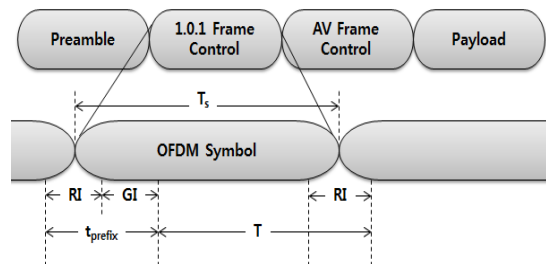 Preamble
1.0.1 Frame Control
AV Frame Control
Payload
Ts
OFDM Symbol
RI
GI
RI
tprefix
T